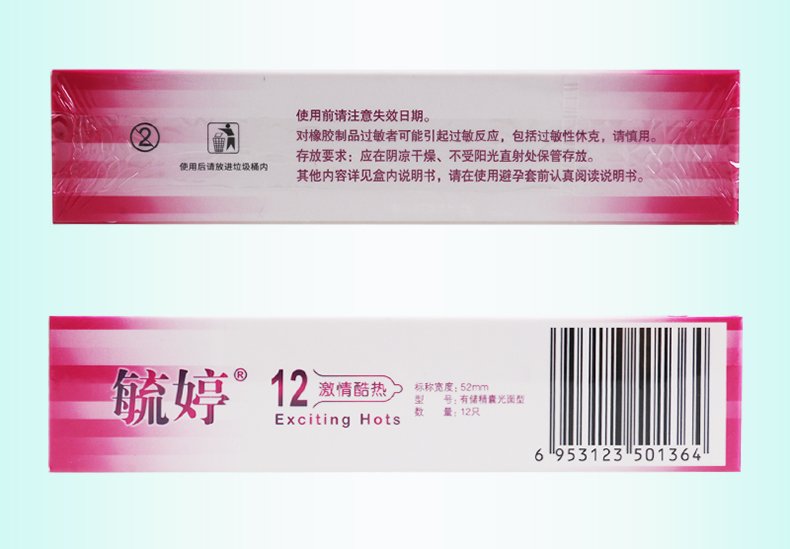 使用前请注意失效日期。
对橡胶制品过敏者可能引起过敏反应，包括过敏性休克，请慎用。
存放要求：应在阴凉干燥、不受阳光直射处保管存放。
其他内容详见盒内说明书，请在使用避孕套前认真阅读说明书。
2
使用后请放进垃圾桶内
毓婷®
12 激情酷热
Exciting Hots
标称宽度：52mm
型 号：有储精囊光面型
数 量：12只
6 953123 501364